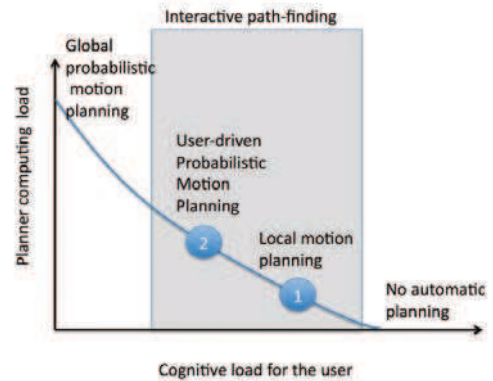 Interactive path-finding
Global
probabilistic
motion
planning
User-driven
Probabilistic
Motion
Planning
2
Local motion
planning
1
No automatic
planning
Planner computing load
Cognitive load for the user